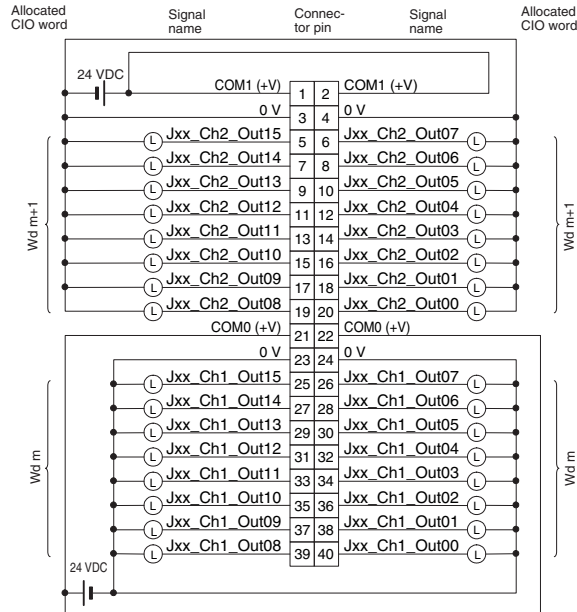 Allocated CIO word Signal name Connec-tor pin Signal name Allocated CIO word
24 VDC
COM1 (+V) 1 2 COM1 (+V)
0 V 3 4 0 V
L Jxx_Ch2_Out15 5 6 Jxx_Ch2_Out07 L
L Jxx_Ch2_Out14 7 8 Jxx_Ch2_Out06 L
L Jxx_Ch2_Out13 9 10 Jxx_Ch2_Out05 L
L Jxx_Ch2_Out12 11 12 Jxx_Ch2_Out04 L
L Jxx_Ch2_Out11 13 14 Jxx_Ch2_Out03 L
L Jxx_Ch2_Out10 15 16 Jxx_Ch2_Out02 L
L Jxx_Ch2_Out09 17 18 Jxx_Ch2_Out01 L
L Jxx_Ch2_Out08 19 20 Jxx_Ch2_Out00 L
Wd m+1
Wd m+1
COM0 (+V) 21 22 COM0 (+V)
0 V 23 24 0 V
L Jxx_Ch1_Out15 25 26 Jxx_Ch1_Out07 L
L Jxx_Ch1_Out14 27 28 Jxx_Ch1_Out06 L
L Jxx_Ch1_Out13 29 30 Jxx_Ch1_Out05 L
L Jxx_Ch1_Out12 31 32 Jxx_Ch1_Out04 L
L Jxx_Ch1_Out11 33 34 Jxx_Ch1_Out03 L
L Jxx_Ch1_Out10 35 36 Jxx_Ch1_Out02 L
L Jxx_Ch1_Out09 37 38 Jxx_Ch1_Out01 L
L Jxx_Ch1_Out08 39 40 Jxx_Ch1_Out00 L
Wd m
Wd m
24 VDC